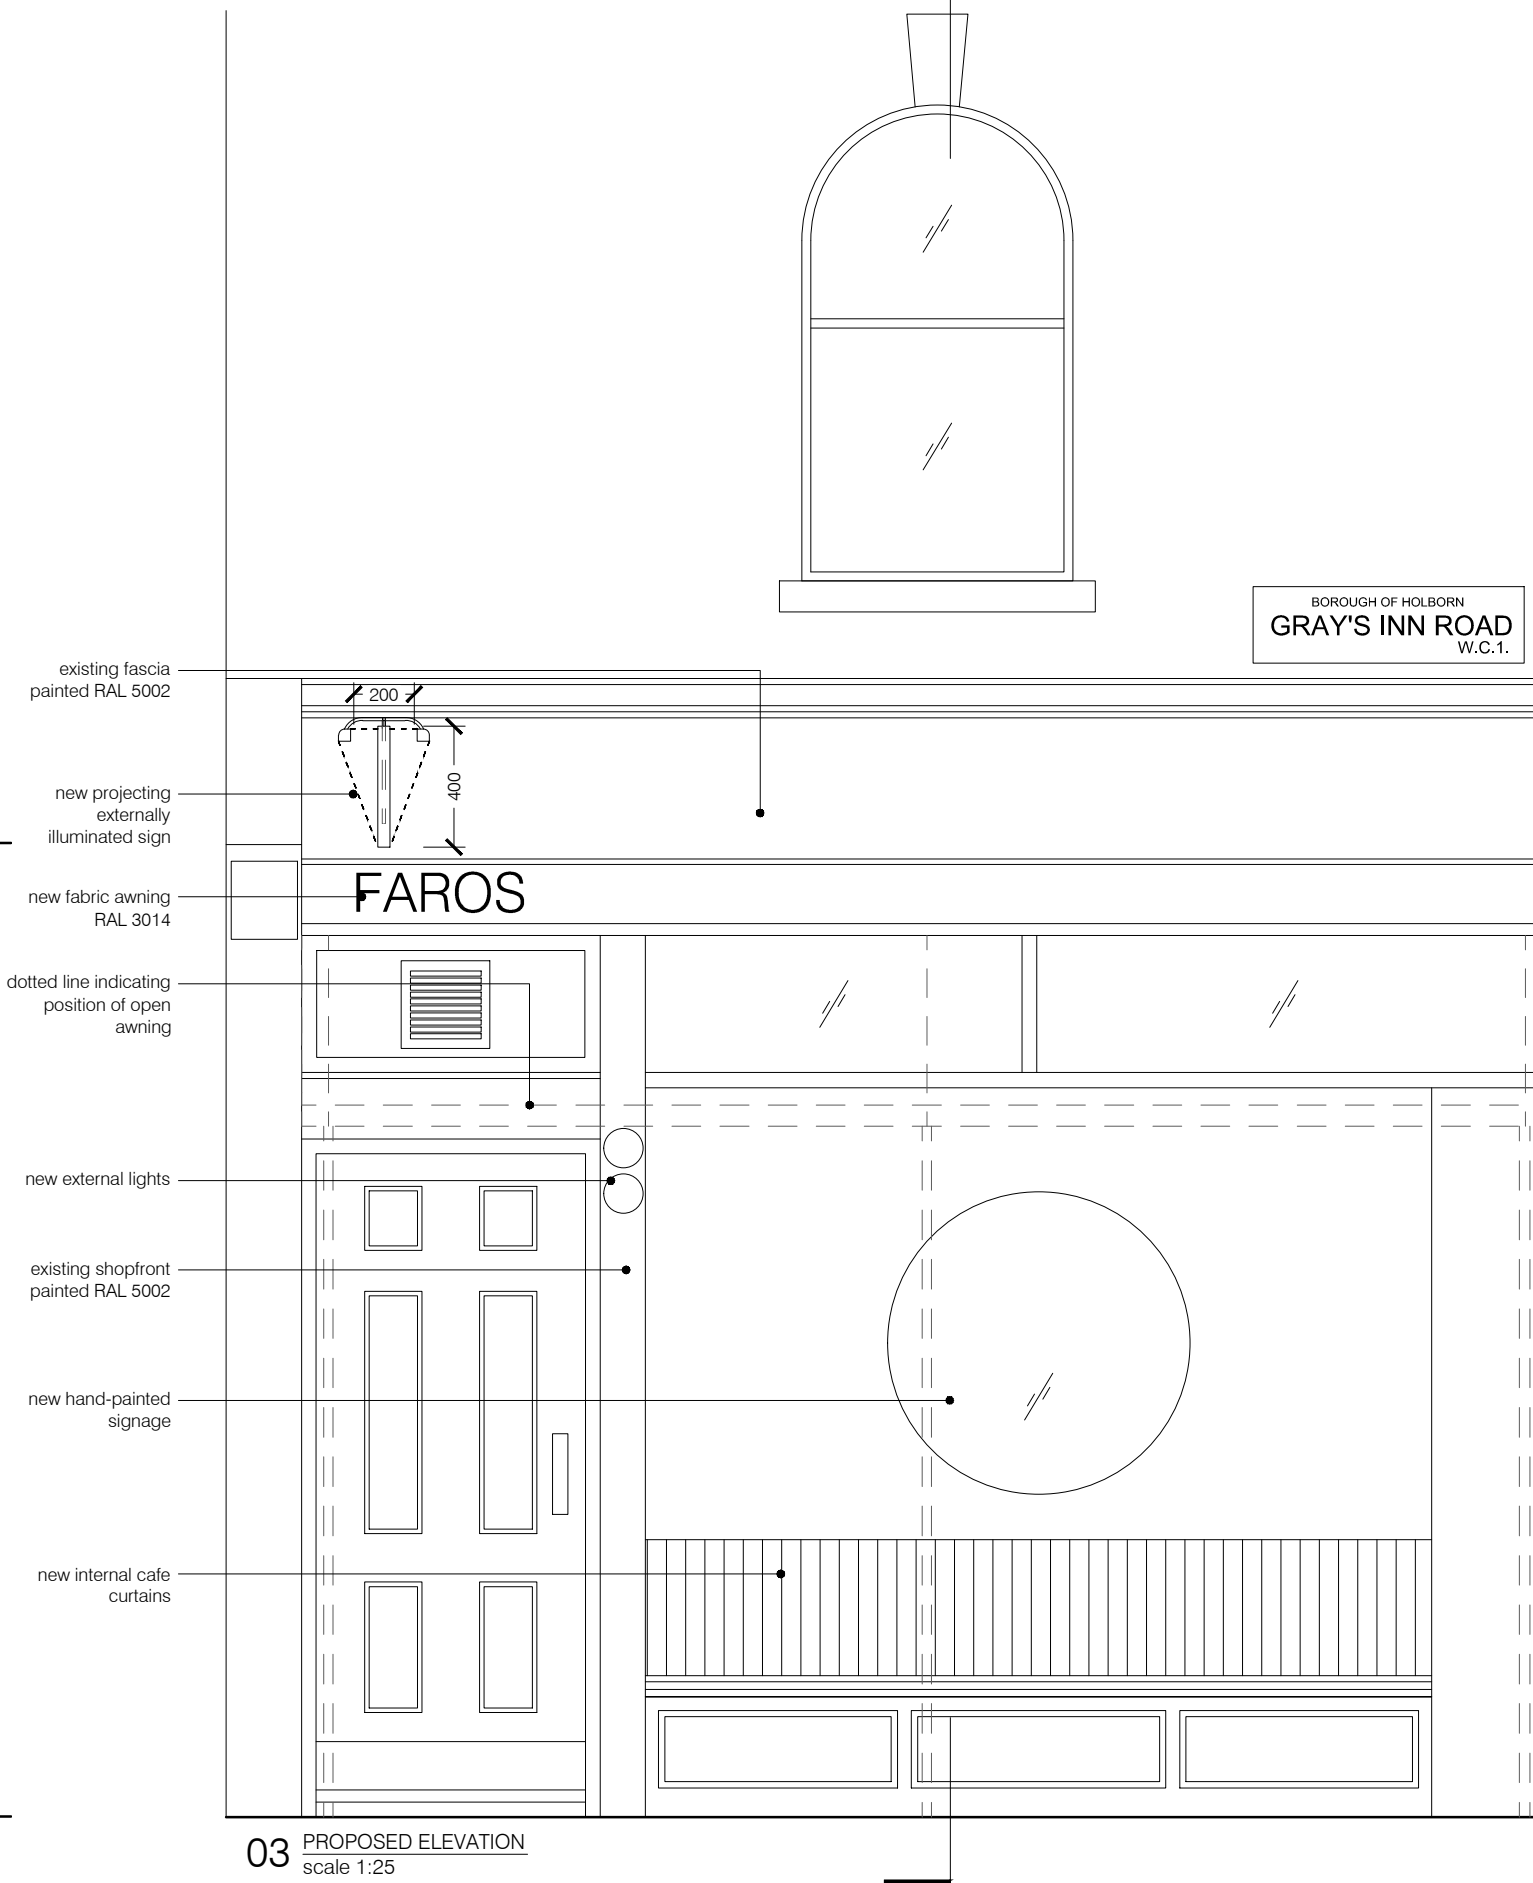 BOROUGH OF HOLBORN
GRAY'S INN ROAD
W.C.1.
existing fascia
painted RAL 5002
200
400
new projecting
externally
illuminated sign
new fabric awning
RAL 3014
FAROS
dotted line indicating
position of open
awning
new external lights
existing shopfront
painted RAL 5002
new hand-painted
signage
new internal cafe
curtains
03 PROPOSED ELEVATION
scale 1:25